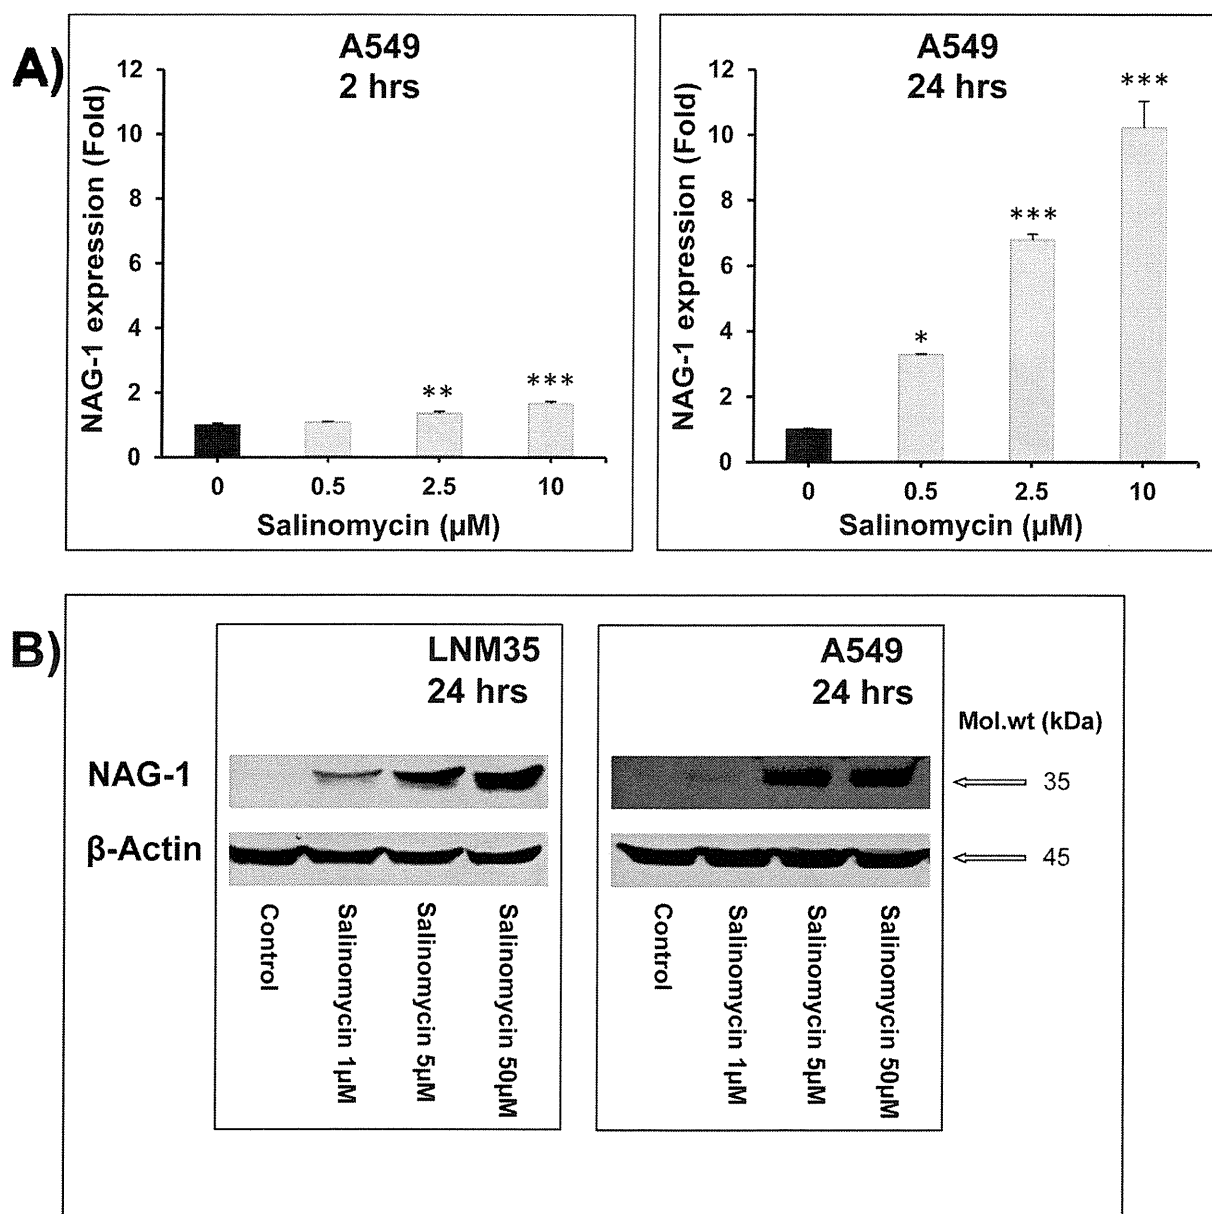 A)
A549
2 hrs
NAG-1 expression (Fold)
12
10
8
6
4
2
0
** ***
0 0.5 2.5 10
Salinomycin (µM)
A549
24 hrs
NAG-1 expression (Fold)
12
10
8
6
4
2
0
* *** ***
0 0.5 2.5 10
Salinomycin (µM)
B)
LNM35
24 hrs
A549
24 hrs
Mol.wt (kDa)
NAG-1
35
β-Actin
45
Control
Salinomycin 1µM
Salinomycin 5µM
Salinomycin 50µM
Control
Salinomycin 1µM
Salinomycin 5µM
Salinomycin 50µM